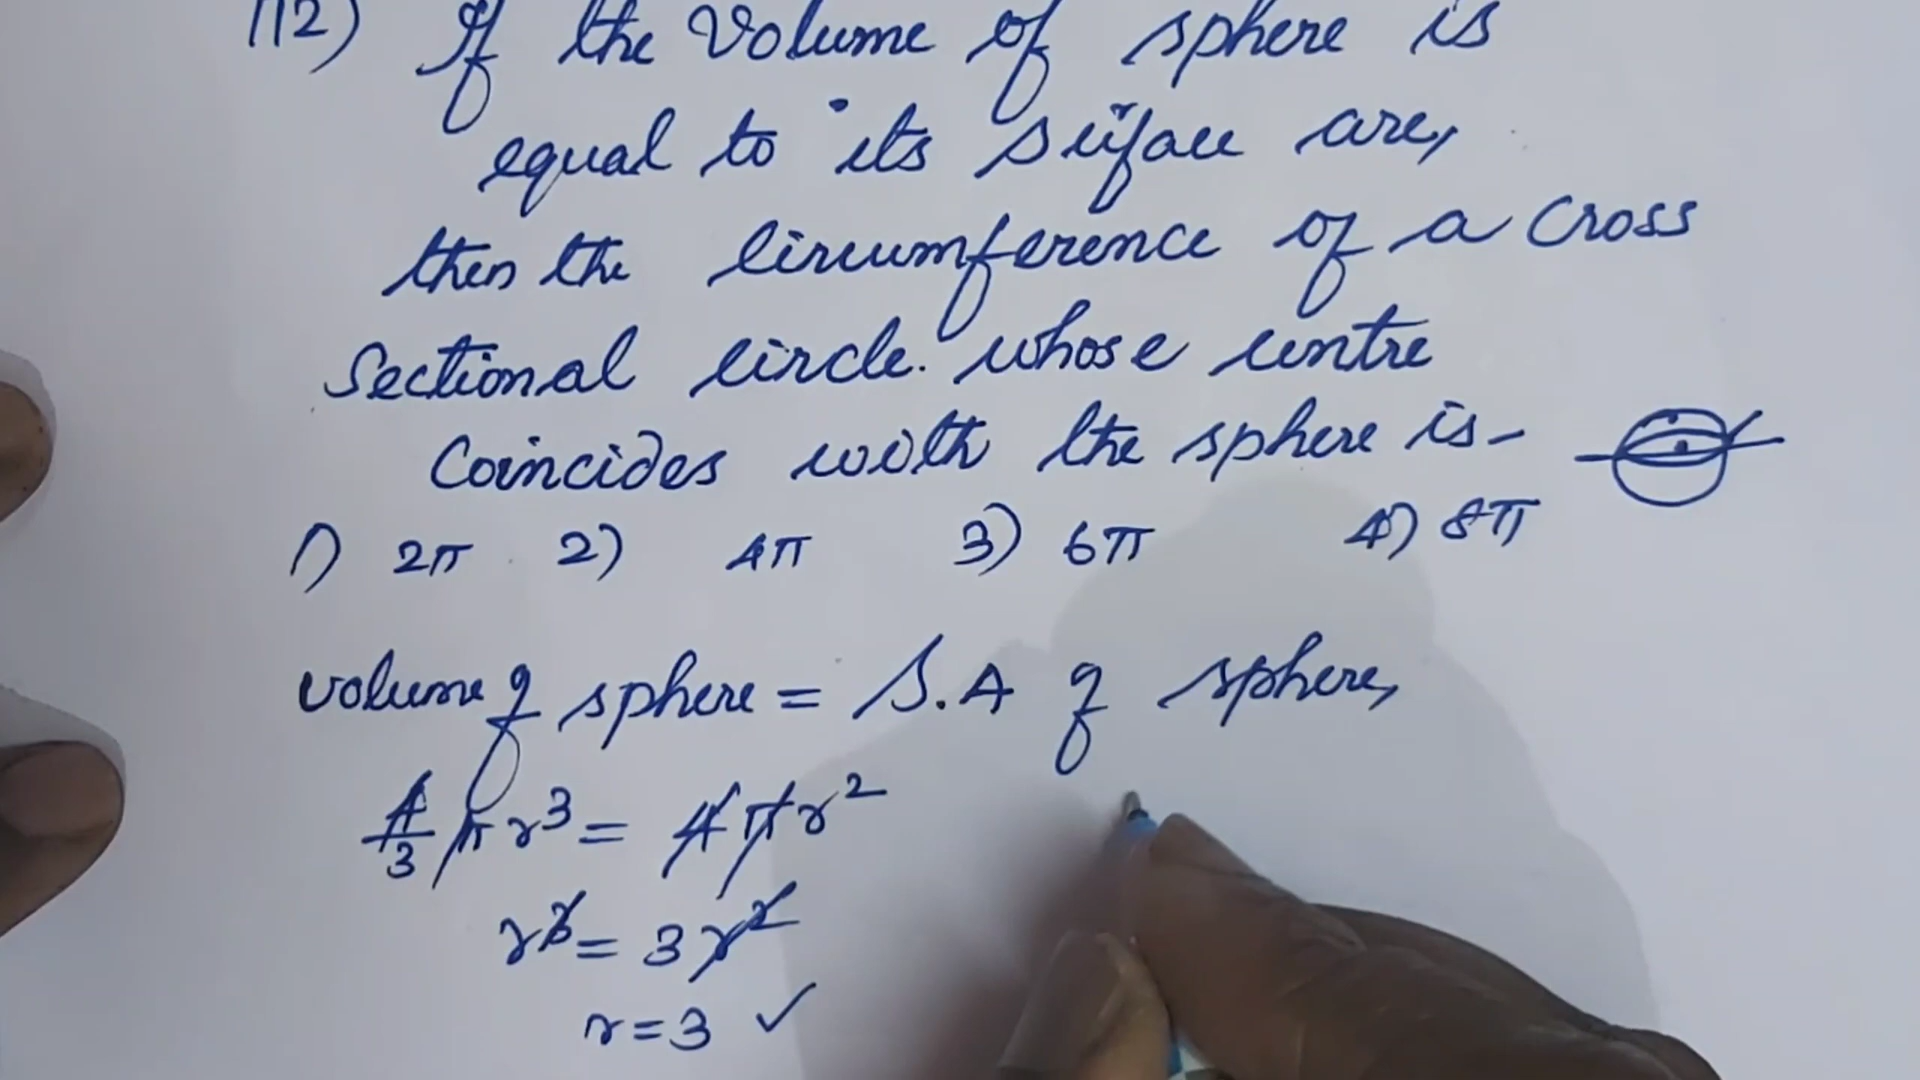 112) If the Volume of sphere is
equal to its surface are,
then the circumference of a cross
Sectional circle. whose centre
Coincides with the sphere is-
1) 2π 2) 4π 3) 6π 4) 8π
volume of sphere = S.A of sphere,
4/3 πr³ = 4πr²
r³ = 3r²
r = 3 ✓